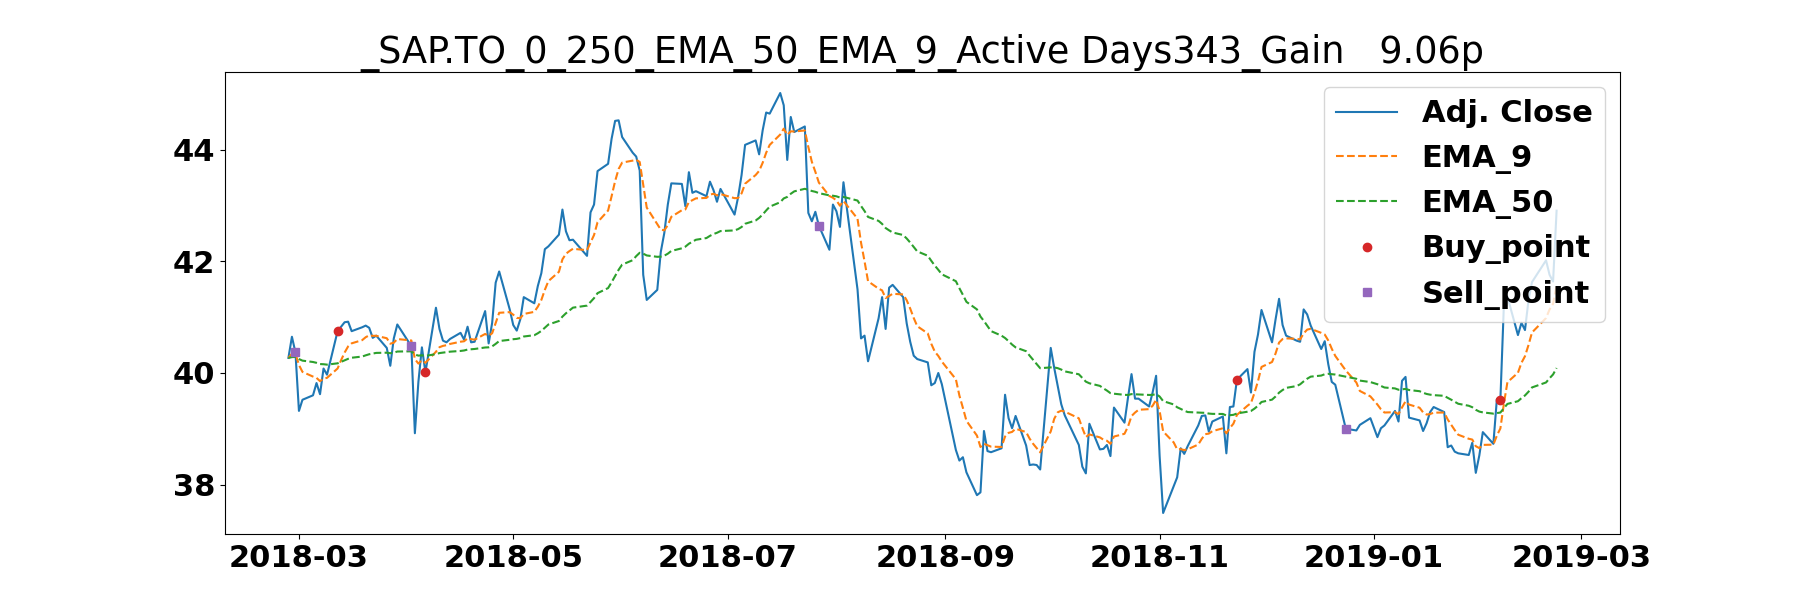 _SAP.TO_0_250_EMA_50_EMA_9_Active Days343_Gain   9.06p
Adj. Close
EMA_9
EMA_50
Buy_point
Sell_point
44
42
40
38
2018-03 2018-05 2018-07 2018-09 2018-11 2019-01 2019-03